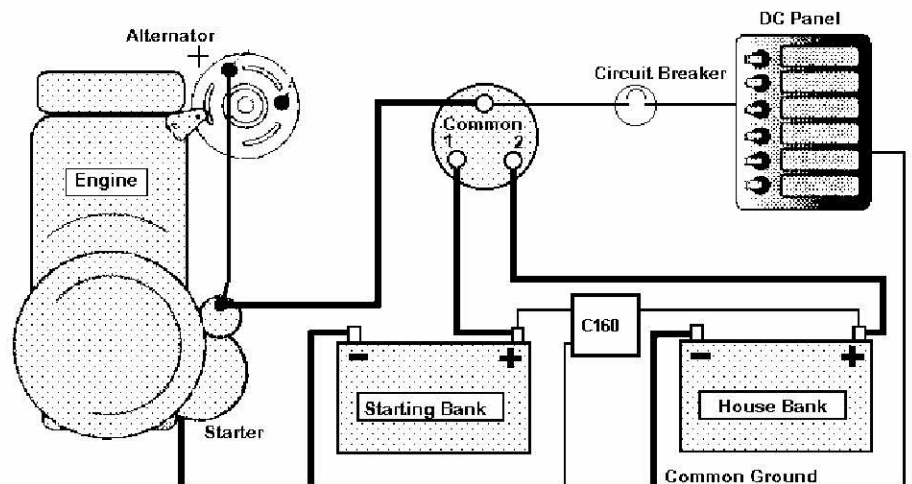 DC Panel
Alternator
+
Circuit Breaker
Common
1 2
Engine
C160
- +
- +
Starting Bank
House Bank
Starter
Common Ground